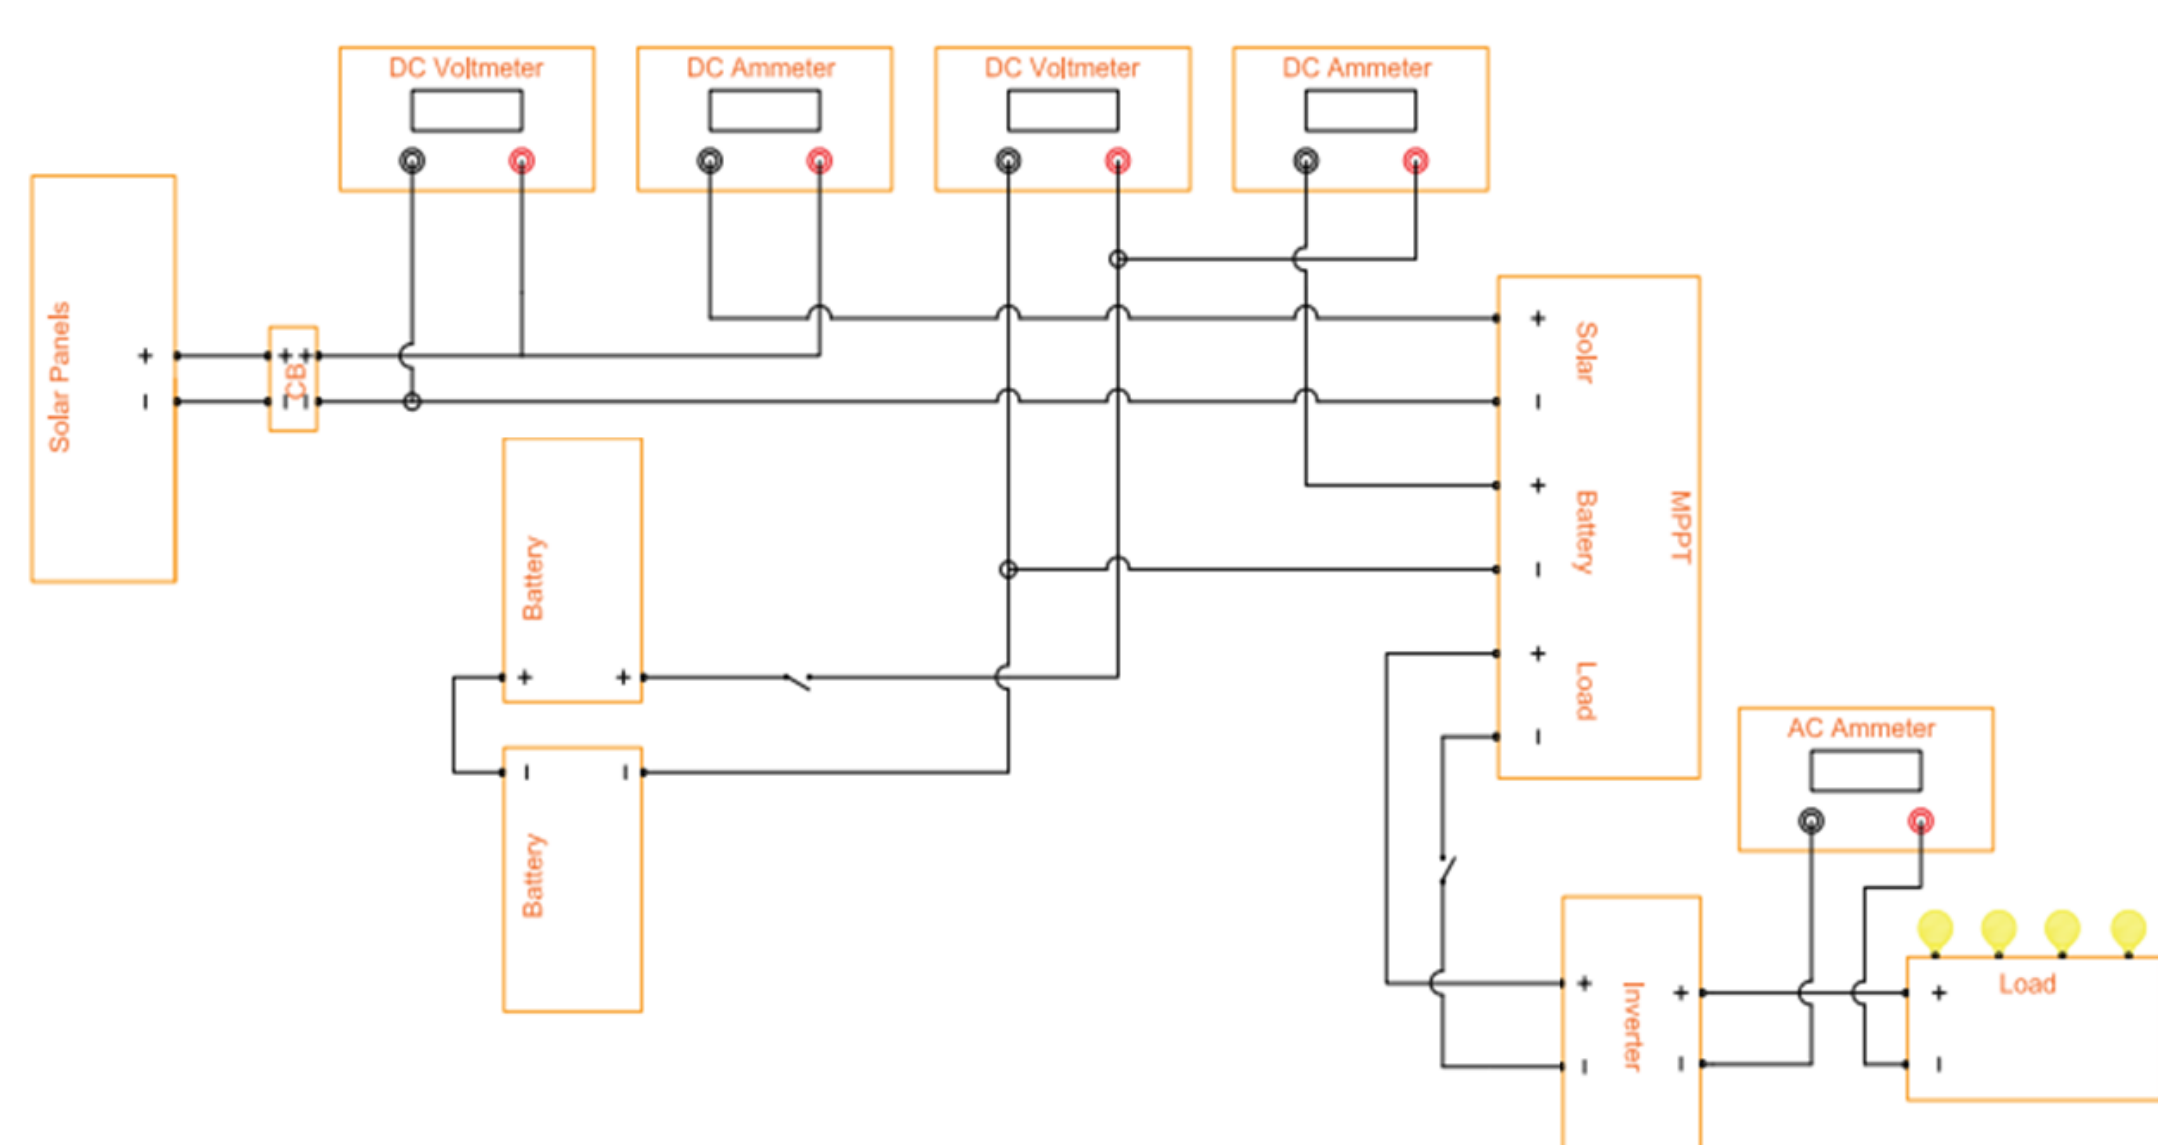 DC Voltmeter
DC Ammeter
DC Voltmeter
DC Ammeter
Solar Panels
+
−
+ +
CB
− −
MPPT
Solar
+
−
Battery
+
−
Load
+
−
Battery
+ +
Battery
− −
AC Ammeter
Inverter
+ +
− −
Load
+
−